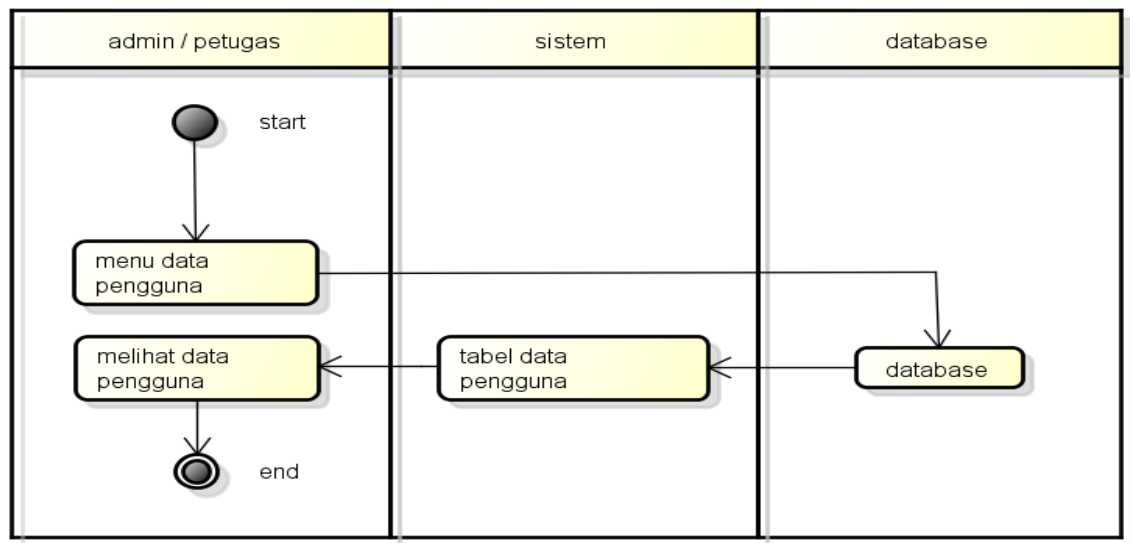 admin / petugas
sistem
database
start
menu data
pengguna
melihat data
pengguna
tabel data
pengguna
database
end